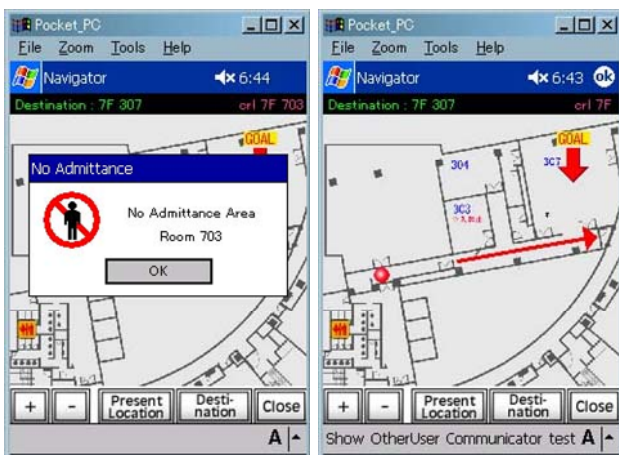 Pocket_PC
File Zoom Tools Help
Navigator 6:44
Destination : 7F 307 crl 7F 703
GOAL
No Admittance
No Admittance Area
Room 703
OK
+ - Present Location Desti-nation Close
A
Pocket_PC
File Zoom Tools Help
Navigator 6:43 ok
Destination : 7F 307 crl 7F
GOAL
304
307
303
+ - Present Location Desti-nation Close
Show OtherUser Communicator test A